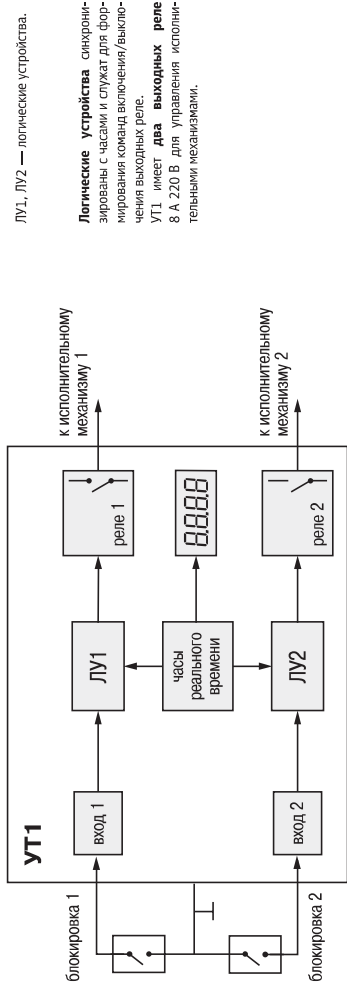 ЛУ1, ЛУ2 — логические устройства.
Логические устройства синхрони-
зированы с часами и служат для фор-
мирования команд включения/выклю-
чения выходных реле.
УТ1 имеет два выходных реле
8 А 220 В для управления исполни-
тельными механизмами.
УТ1
блокировка 1
вход 1
ЛУ1
реле 1
к исполнительному
механизму 1
часы
реального
времени
8.8.8.8
блокировка 2
вход 2
ЛУ2
реле 2
к исполнительному
механизму 2